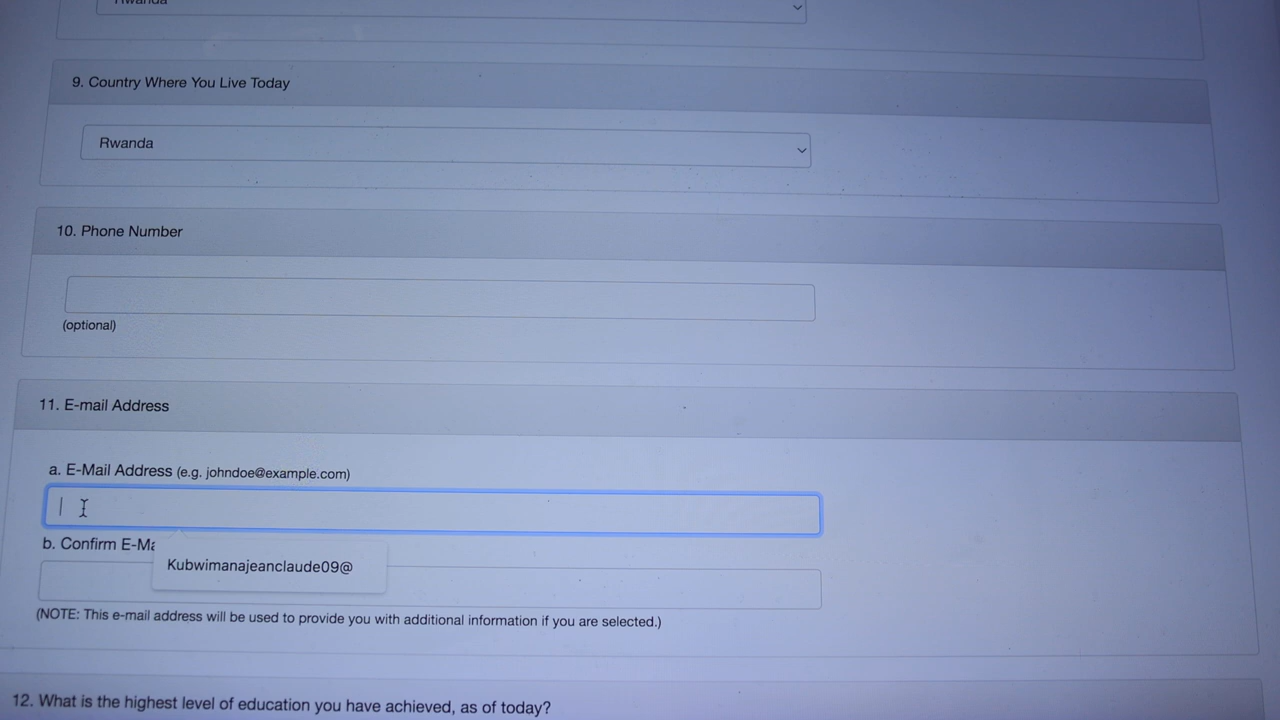 Rwanda
9. Country Where You Live Today
Rwanda
10. Phone Number
(optional)
11. E-mail Address
a. E-Mail Address (e.g. johndoe@example.com)
b. Confirm E-Ma
Kubwimanajeanclaude09@
(NOTE: This e-mail address will be used to provide you with additional information if you are selected.)
12. What is the highest level of education you have achieved, as of today?